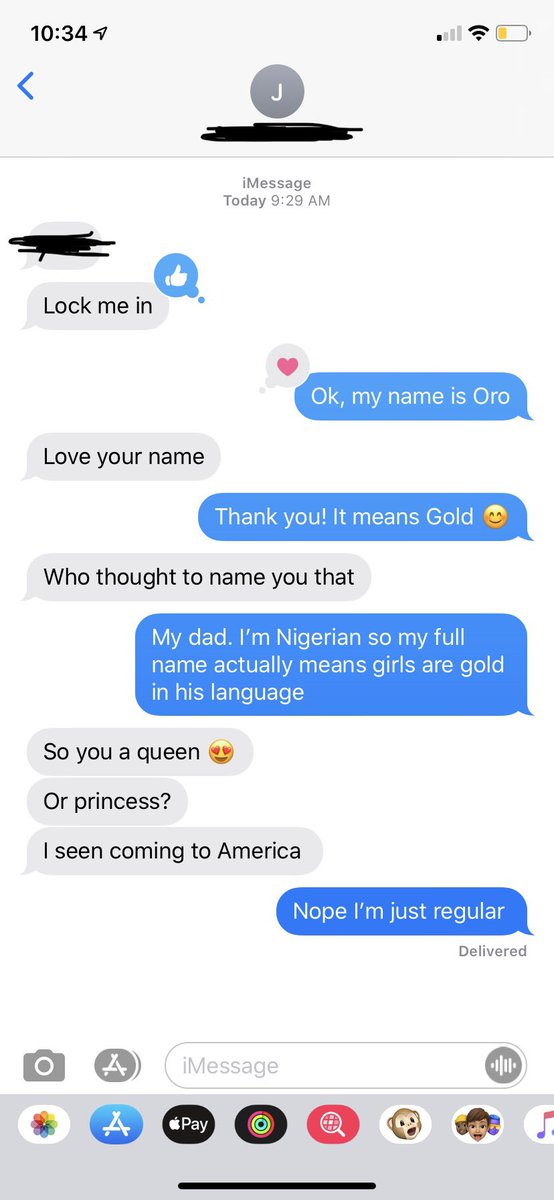 10:34
J
iMessage
Today 9:29 AM
Lock me in
Ok, my name is Oro
Love your name
Thank you! It means Gold 😊
Who thought to name you that
My dad. I’m Nigerian so my full
name actually means girls are gold
in his language
So you a queen 😍
Or princess?
I seen coming to America
Nope I’m just regular
Delivered
iMessage
Pay